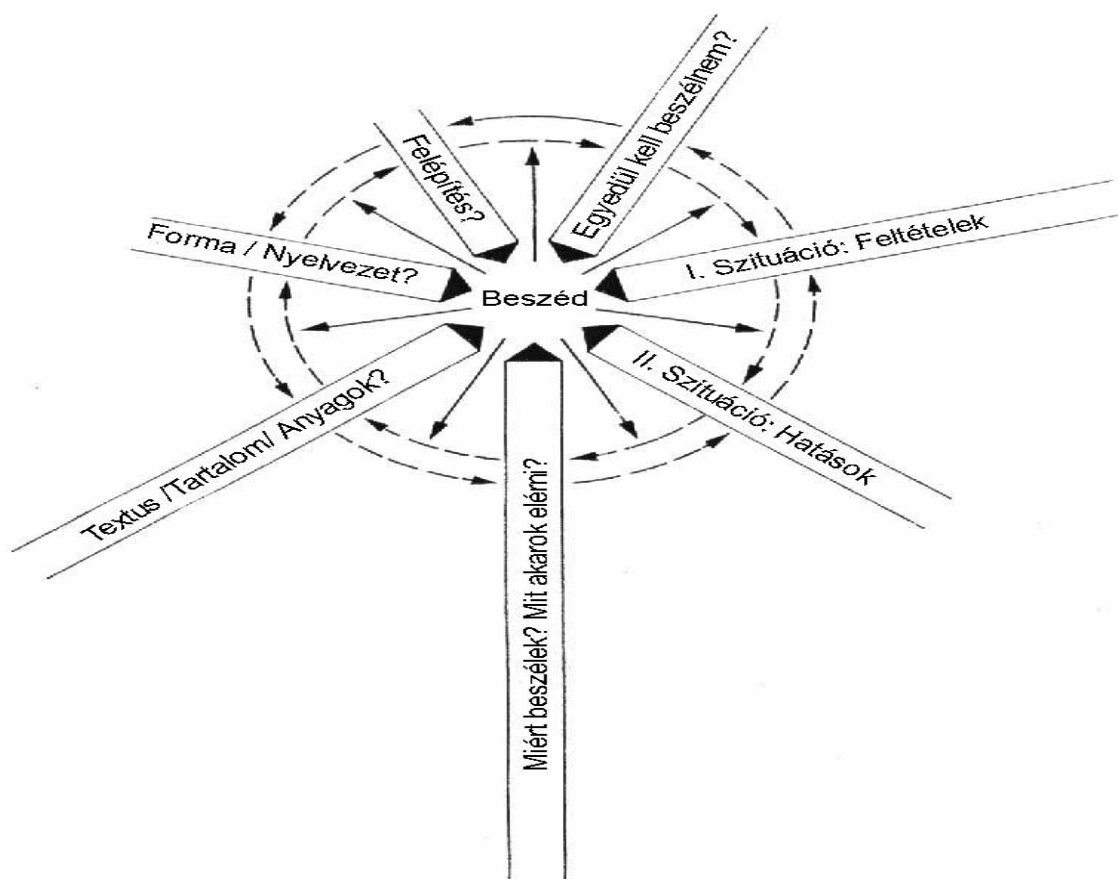 Felépítés?
Egyedül kell beszélnem?
Forma / Nyelvezet?
I. Szituáció: Feltételek
Beszéd
Textus /Tartalom/ Anyagok?
II. Szituáció: Hatások
Miért beszélek? Mit akarok elérni?